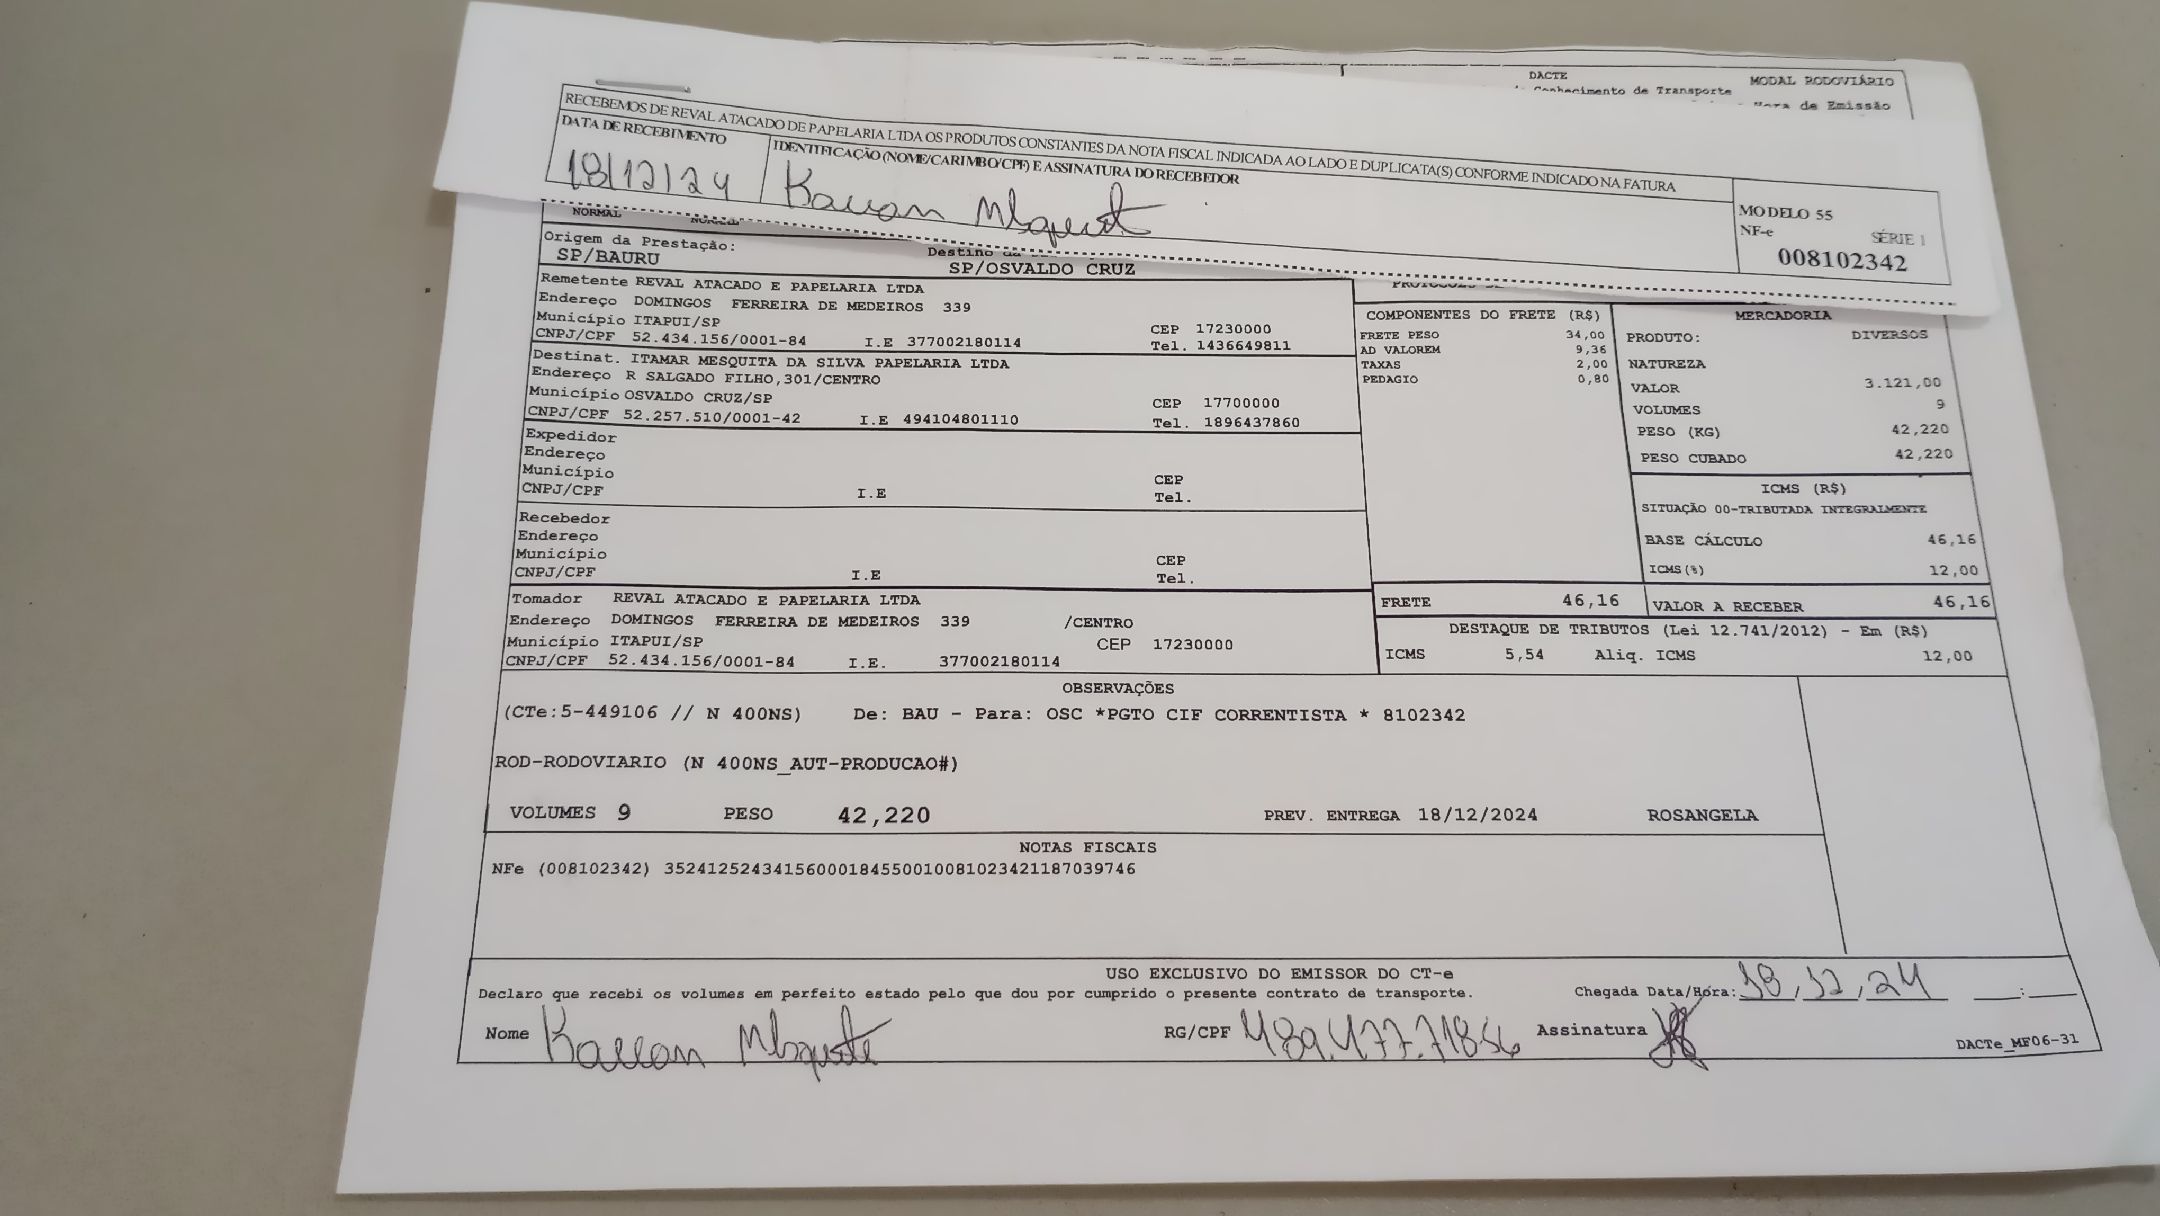 DACTE MODAL RODOVIÁRIO
Conhecimento de Transporte
de Emissão
RECEBEMOS DE REVAL ATACADO DE PAPELARIA LTDA OS PRODUTOS CONSTANTES DA NOTA FISCAL INDICADA AO LADO E DUPLICATA(S) CONFORME INDICADO NA FATURA
DATA DE RECEBIMENTO IDENTIFICAÇÃO (NOME/CARIMBO/CPF) E ASSINATURA DO RECEBEDOR
18/12/24
MODELO 55
NF-e SÉRIE 1
008102342
NORMAL NORMAL
Origem da Prestação: Destino
SP/BAURU SP/OSVALDO CRUZ
Remetente REVAL ATACADO E PAPELARIA LTDA
Endereço DOMINGOS FERREIRA DE MEDEIROS 339
Município ITAPUI/SP CEP 17230000
CNPJ/CPF 52.434.156/0001-84 I.E 377002180114 Tel. 1436649811
Destinat. ITAMAR MESQUITA DA SILVA PAPELARIA LTDA
Endereço R SALGADO FILHO,301/CENTRO
Município OSVALDO CRUZ/SP CEP 17700000
CNPJ/CPF 52.257.510/0001-42 I.E 494104801110 Tel. 1896437860
Expedidor
Endereço
Município CEP
CNPJ/CPF I.E Tel.
Recebedor
Endereço
Município CEP
CNPJ/CPF I.E Tel.
Tomador REVAL ATACADO E PAPELARIA LTDA
Endereço DOMINGOS FERREIRA DE MEDEIROS 339 /CENTRO
Município ITAPUI/SP CEP 17230000
CNPJ/CPF 52.434.156/0001-84 I.E. 377002180114
COMPONENTES DO FRETE (R$)
FRETE PESO 34,00
AD VALOREM 9,36
TAXAS 2,00
PEDAGIO 0,80
MERCADORIA
PRODUTO: DIVERSOS
NATUREZA
VALOR 3.121,00
VOLUMES 9
PESO (KG) 42,220
PESO CUBADO 42,220
ICMS (R$)
SITUAÇÃO 00-TRIBUTADA INTEGRALMENTE
BASE CÁLCULO 46,16
ICMS(%) 12,00
FRETE 46,16 VALOR A RECEBER 46,16
DESTAQUE DE TRIBUTOS (Lei 12.741/2012) - Em (R$)
ICMS 5,54 Aliq. ICMS 12,00
OBSERVAÇÕES
(CTe:5-449106 // N 400NS) De: BAU - Para: OSC *PGTO CIF CORRENTISTA * 8102342
ROD-RODOVIARIO (N 400NS_AUT-PRODUCAO#)
VOLUMES 9 PESO 42,220 PREV. ENTREGA 18/12/2024 ROSANGELA
NOTAS FISCAIS
NFe (008102342) 35241252434156000184550010081023421187039746
USO EXCLUSIVO DO EMISSOR DO CT-e
Declaro que recebi os volumes em perfeito estado pelo que dou por cumprido o presente contrato de transporte. Chegada Data/Hora: 18,12,24 :
Nome RG/CPF Assinatura
DACTe_MF06-31